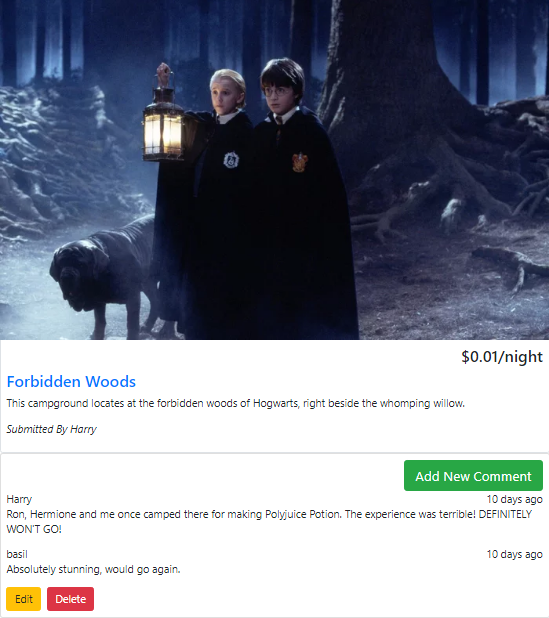 $0.01/night
Forbidden Woods
This campground locates at the forbidden woods of Hogwarts, right beside the whomping willow.
Submitted By Harry
Add New Comment
Harry 10 days ago
Ron, Hermione and me once camped there for making Polyjuice Potion. The experience was terrible! DEFINITELY
WON'T GO!
basil 10 days ago
Absolutely stunning, would go again.
Edit Delete